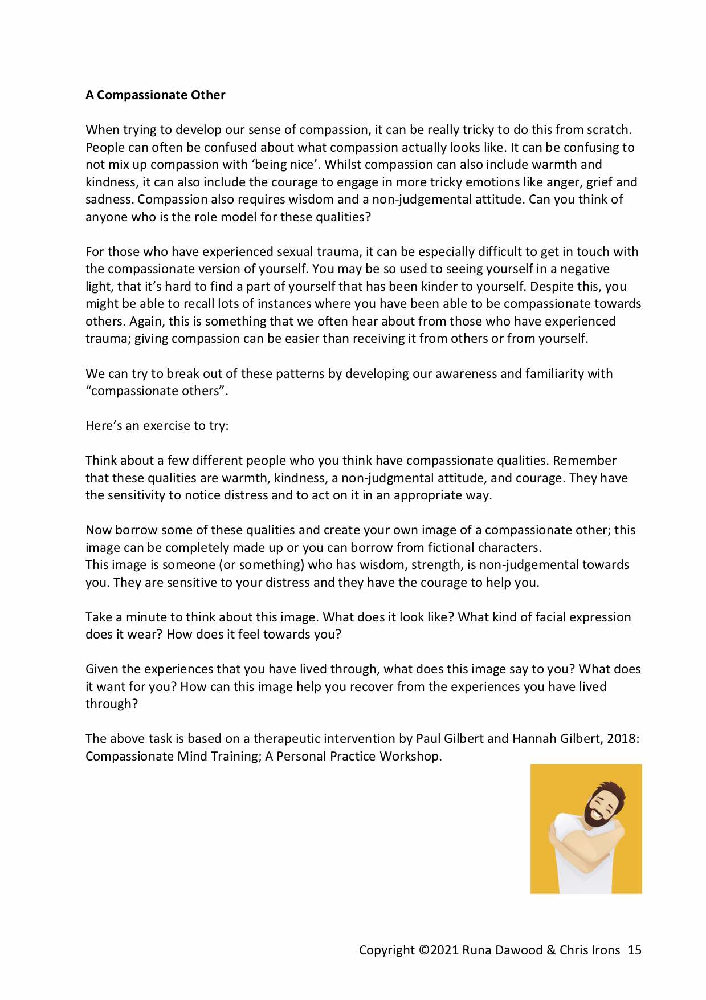 A Compassionate Other
When trying to develop our sense of compassion, it can be really tricky to do this from scratch.
People can often be confused about what compassion actually looks like. It can be confusing to
not mix up compassion with ‘being nice’. Whilst compassion can also include warmth and
kindness, it can also include the courage to engage in more tricky emotions like anger, grief and
sadness. Compassion also requires wisdom and a non-judgemental attitude. Can you think of
anyone who is the role model for these qualities?
For those who have experienced sexual trauma, it can be especially difficult to get in touch with
the compassionate version of yourself. You may be so used to seeing yourself in a negative
light, that it’s hard to find a part of yourself that has been kinder to yourself. Despite this, you
might be able to recall lots of instances where you have been able to be compassionate towards
others. Again, this is something that we often hear about from those who have experienced
trauma; giving compassion can be easier than receiving it from others or from yourself.
We can try to break out of these patterns by developing our awareness and familiarity with
“compassionate others”.
Here’s an exercise to try:
Think about a few different people who you think have compassionate qualities. Remember
that these qualities are warmth, kindness, a non-judgmental attitude, and courage. They have
the sensitivity to notice distress and to act on it in an appropriate way.
Now borrow some of these qualities and create your own image of a compassionate other; this
image can be completely made up or you can borrow from fictional characters.
This image is someone (or something) who has wisdom, strength, is non-judgemental towards
you. They are sensitive to your distress and they have the courage to help you.
Take a minute to think about this image. What does it look like? What kind of facial expression
does it wear? How does it feel towards you?
Given the experiences that you have lived through, what does this image say to you? What does
it want for you? How can this image help you recover from the experiences you have lived
through?
The above task is based on a therapeutic intervention by Paul Gilbert and Hannah Gilbert, 2018:
Compassionate Mind Training; A Personal Practice Workshop.
Copyright ©2021 Runa Dawood & Chris Irons 15